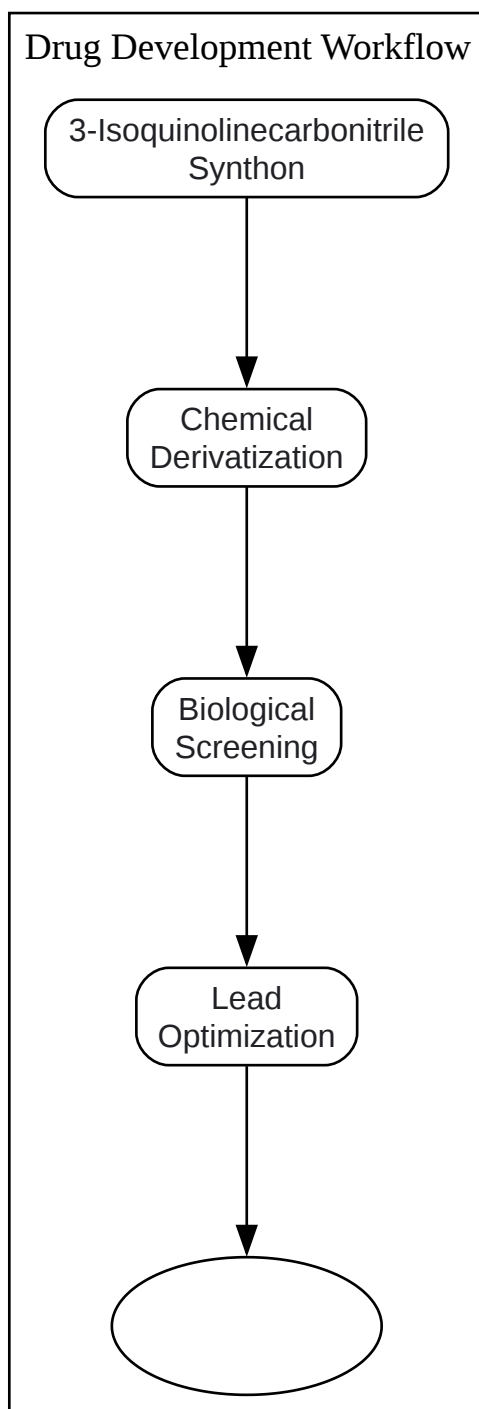 Drug Development Workflow
3-Isoquinolinecarbonitrile
Synthon
Chemical
Derivatization
Biological
Screening
Lead
Optimization